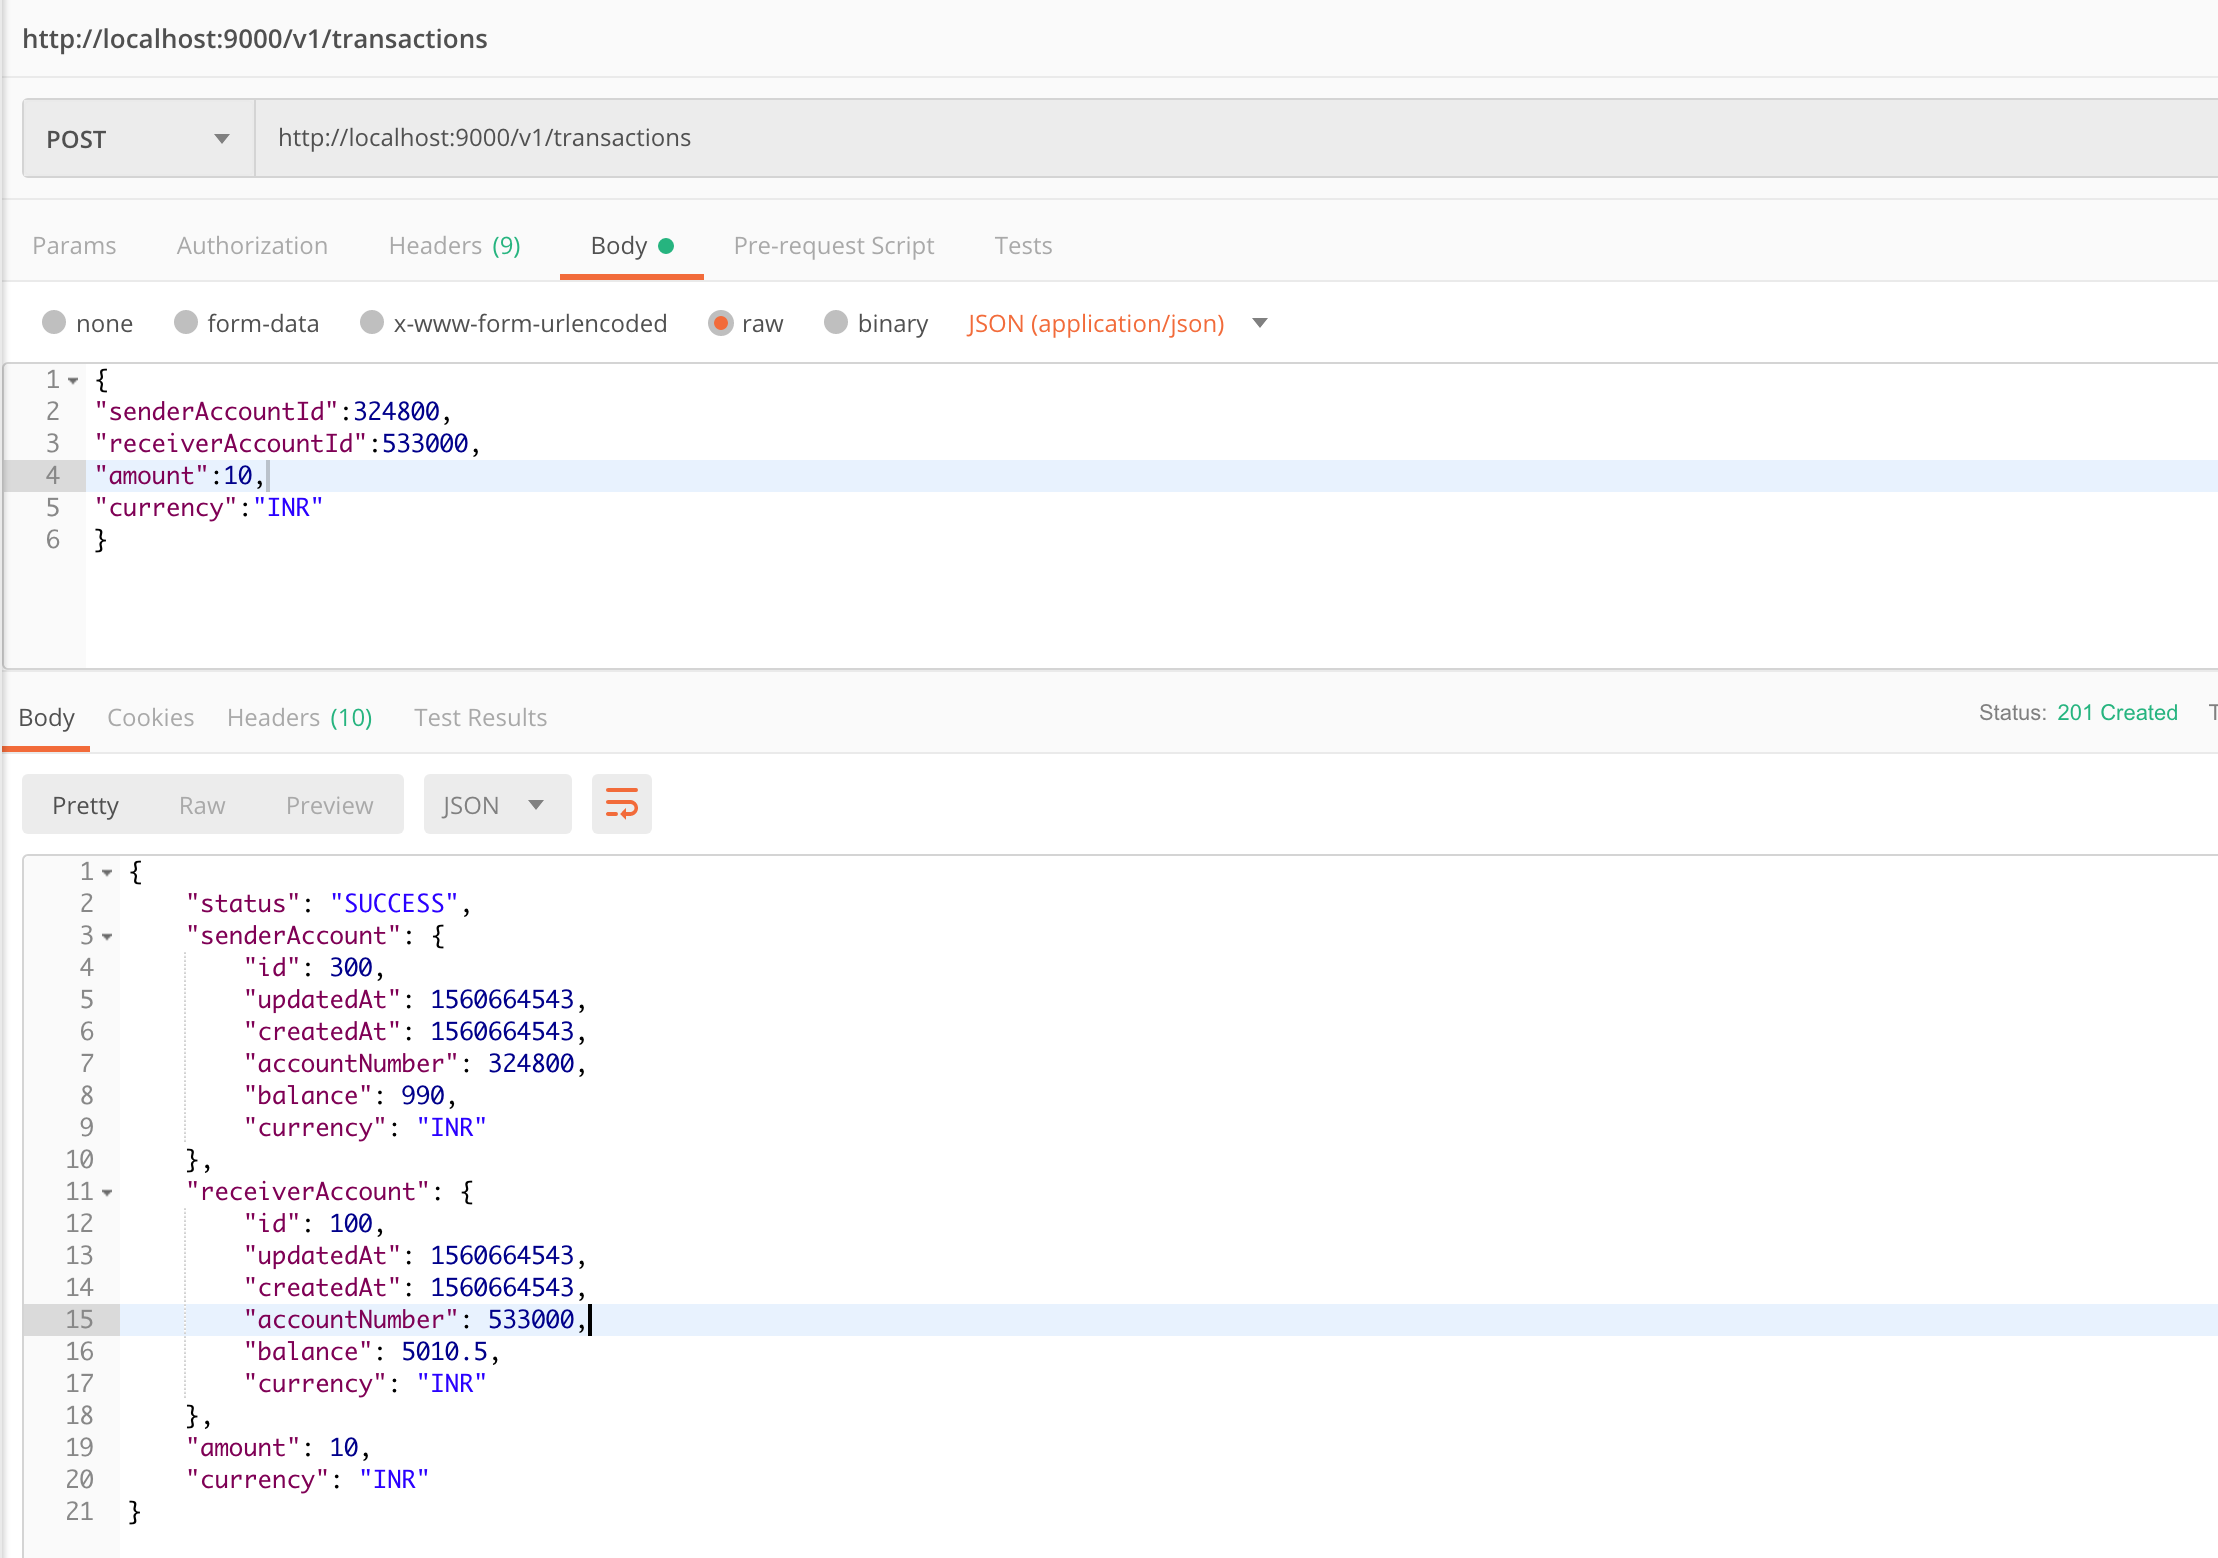 http://localhost:9000/v1/transactions
POST http://localhost:9000/v1/transactions
Params Authorization Headers (9) Body Pre-request Script Tests
none form-data x-www-form-urlencoded raw binary JSON (application/json)
1 {
2 "senderAccountId":324800,
3 "receiverAccountId":533000,
4 "amount":10,
5 "currency":"INR"
6 }
Body Cookies Headers (10) Test Results Status: 201 Created
Pretty Raw Preview JSON
1 {
2 "status": "SUCCESS",
3 "senderAccount": {
4 "id": 300,
5 "updatedAt": 1560664543,
6 "createdAt": 1560664543,
7 "accountNumber": 324800,
8 "balance": 990,
9 "currency": "INR"
10 },
11 "receiverAccount": {
12 "id": 100,
13 "updatedAt": 1560664543,
14 "createdAt": 1560664543,
15 "accountNumber": 533000,
16 "balance": 5010.5,
17 "currency": "INR"
18 },
19 "amount": 10,
20 "currency": "INR"
21 }